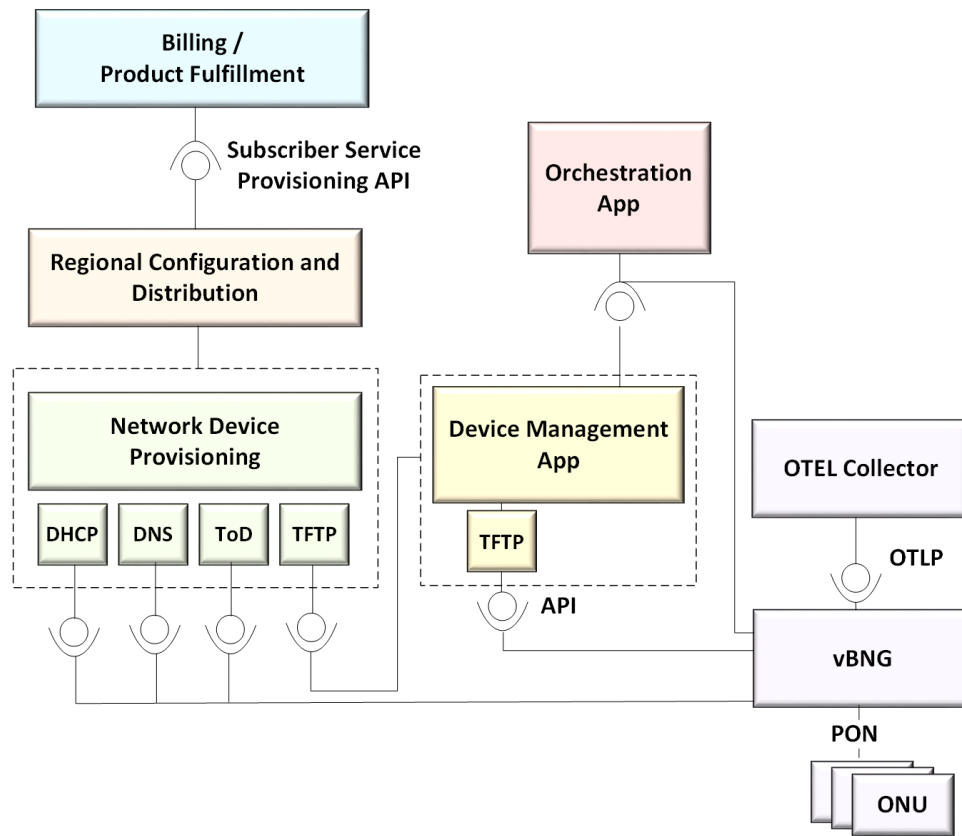 Billing /
Product Fulfillment
Subscriber Service
Provisioning API
Orchestration
App
Regional Configuration and
Distribution
Network Device
Provisioning
Device Management
App
OTEL Collector
DHCP
DNS
ToD
TFTP
TFTP
OTLP
API
vBNG
PON
ONU